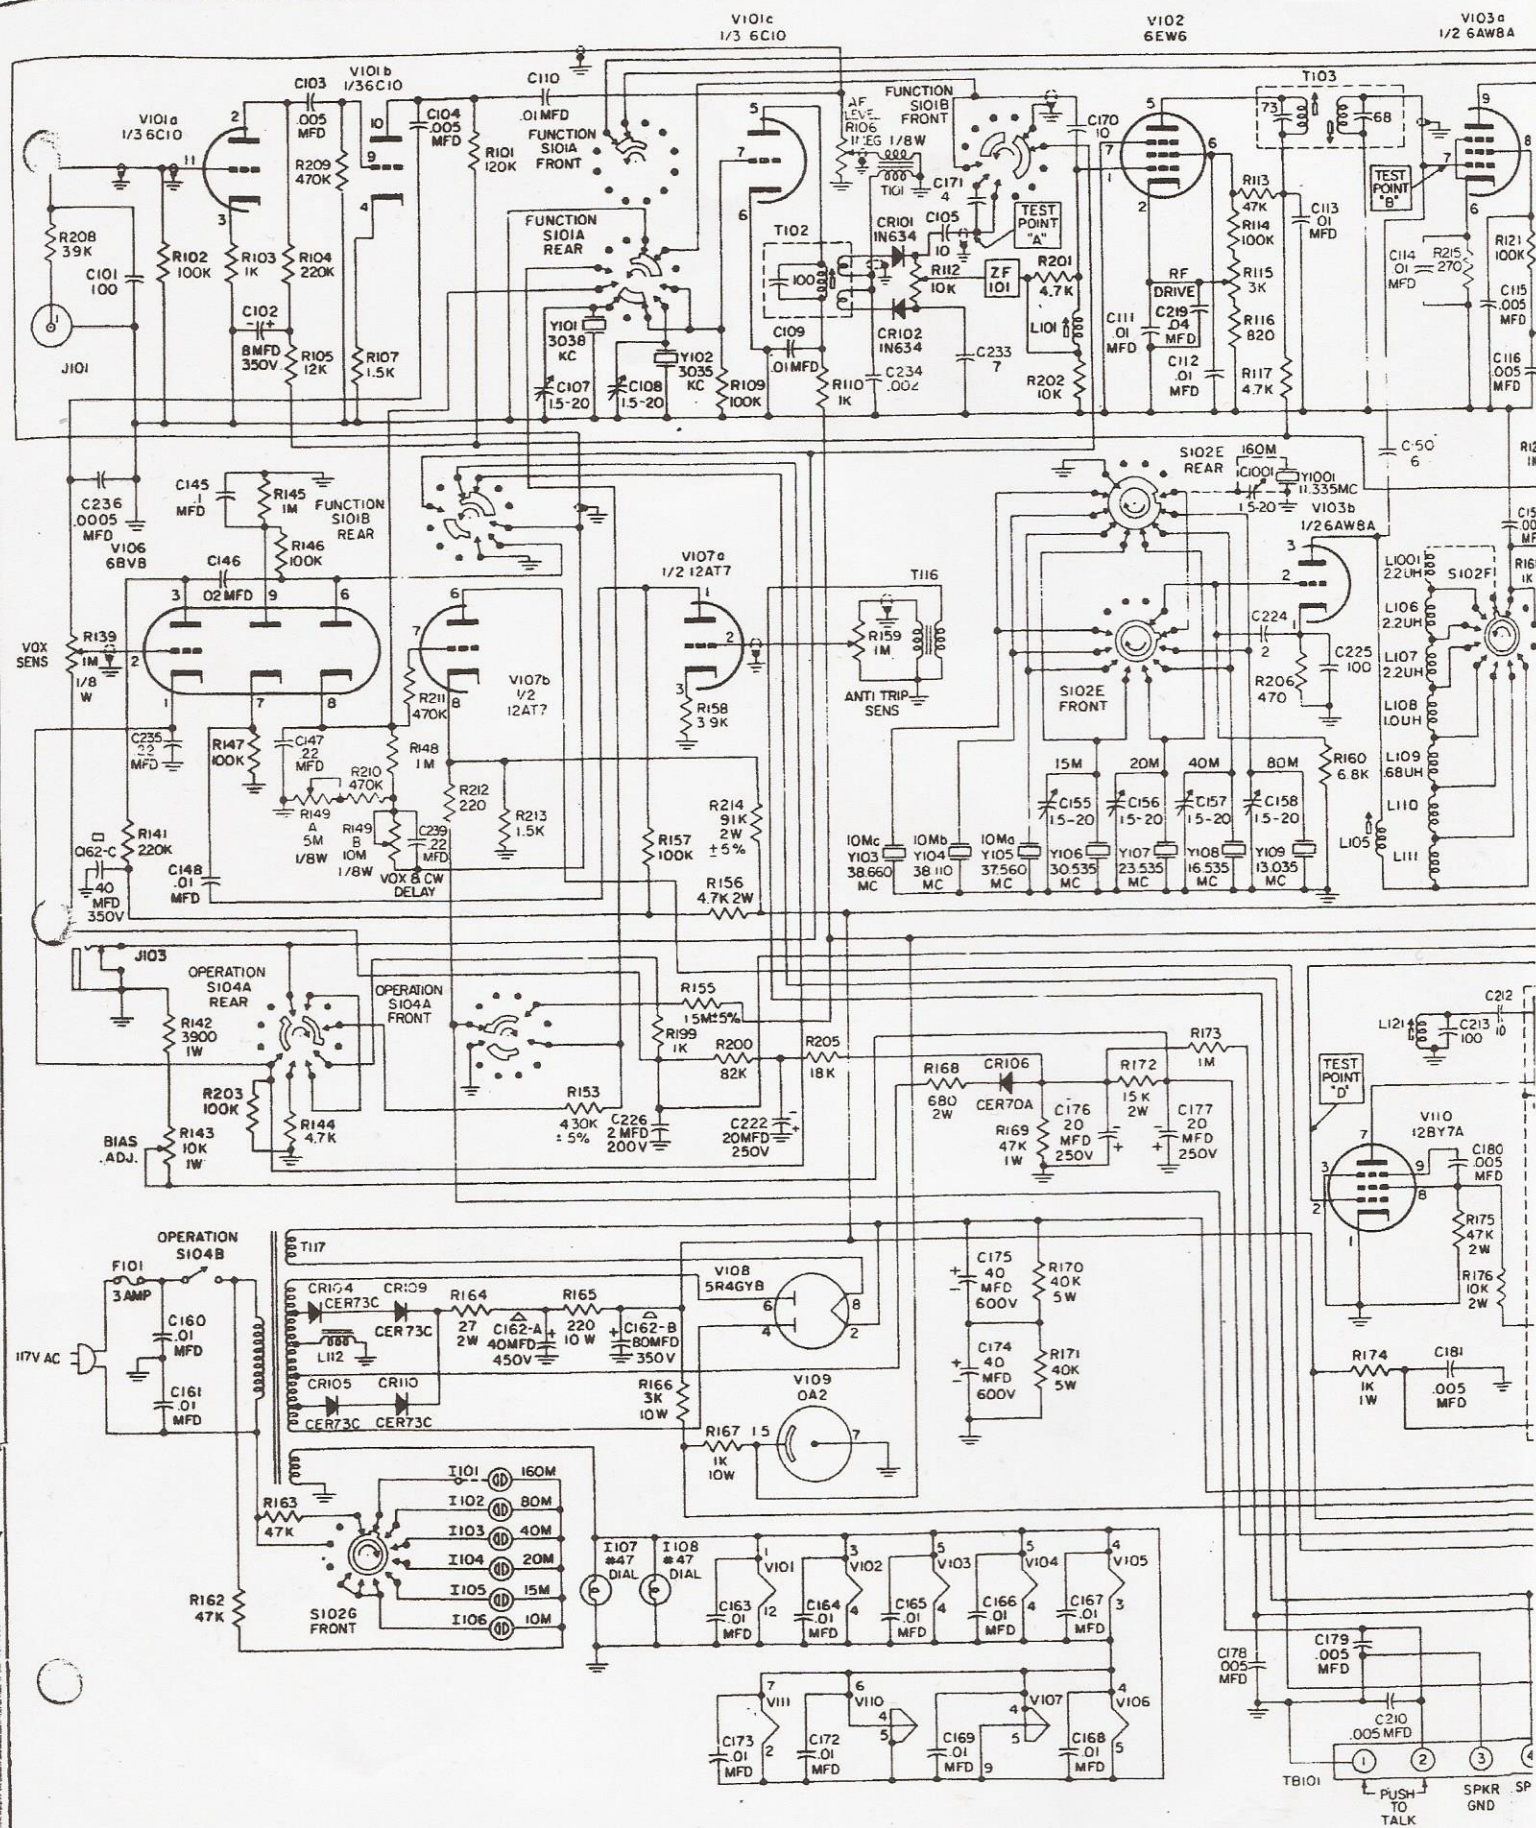 V101c
1/3 6C10
V102
6EW6
V103a
1/2 6AW8A
V101b
1/36C10
C103
.005
MFD
C110
.01MFD
C104
.005
MFD
V101a
1/3 6C10
R209
470K
R101
120K
FUNCTION
S101A
FRONT
AF
LEVEL
R106
1/8W
FUNCTION
S101B
FRONT
C170
10
T103
73
68
TEST
POINT
"B"
R208
39K
C101
100
R102
100K
R103
1K
R104
220K
C102
8MFD
350V
R105
12K
R107
1.5K
J101
FUNCTION
S101A
REAR
Y101
3038
KC
Y102
3035
KC
C107
1.5-20
C108
1.5-20
R109
100K
T102
100
C109
.01MFD
R110
1K
T101
C171
4
CR101
1N634
C105
10
TEST
POINT
"A"
R112
10K
ZF
101
R201
4.7K
CR102
1N634
C234
.002
C233
7
L101
R202
10K
C111
.01
MFD
RF
DRIVE
C219
.04
MFD
C112
.01
MFD
R113
47K
R114
100K
R115
3K
R116
820
R117
4.7K
C113
.01
MFD
C114
.01
MFD
R215
270
R121
100K
C115
.005
MFD
C116
.005
MFD
C236
.0005
MFD
V106
6BV8
C145
.1
MFD
R145
1M
FUNCTION
S101B
REAR
R146
100K
C146
.02MFD
V107a
1/2 12AT7
T116
S102E
REAR
160M
C1001
1.5-20
Y1001
11.335MC
V103b
1/26AW8A
6
L1001
2.2UH
S102F
L106
2.2UH
L107
2.2UH
L108
1.0UH
L109
.68UH
L110
L111
L105
VOX
SENS
R139
1M
1/8
W
R211
470K
V107b
1/2
12AT7
R158
3.9K
R159
1M
ANTI TRIP
SENS
S102E
FRONT
C224
2
R206
470
C225
100
C235
.22
MFD
R147
100K
C147
.22
MFD
R148
1M
R210
470K
R149
A
5M
1/8W
R149
B
10M
1/8W
C239
.22
MFD
VOX & CW
DELAY
R212
220
R213
1.5K
R214
91K
2W
±5%
R157
100K
R156
4.7K 2W
15M
20M
40M
80M
R160
6.8K
C155
1.5-20
C156
1.5-20
C157
1.5-20
C158
1.5-20
10Mc
Y103
38.660
MC
10Mb
Y104
38.110
MC
10Ma
Y105
37.560
MC
Y106
30.535
MC
Y107
23.535
MC
Y108
16.535
MC
Y109
13.035
MC
R141
220K
C162-C
40
MFD
350V
C148
.01
MFD
J103
OPERATION
S104A
REAR
OPERATION
S104A
FRONT
R142
3900
1W
R203
100K
R144
4.7K
BIAS
ADJ.
R143
10K
1W
R155
15M±5%
R199
1K
R200
82K
R205
18K
R153
430K
±5%
C226
2 MFD
200V
C222
20MFD
250V
R168
680
2W
CR106
CER70A
R169
47K
1W
C176
20
MFD
250V
R172
15K
2W
R173
1M
C177
20
MFD
250V
L121
C212
10
C213
100
TEST
POINT
"D"
V110
12BY7A
C180
.005
MFD
R175
47K
2W
R176
10K
2W
R174
1K
1W
C181
.005
MFD
OPERATION
S104B
F101
3 AMP
117V AC
C160
.01
MFD
C161
.01
MFD
T117
CR104
CER73C
CR109
CER73C
L112
CR105
CER73C
CR110
CER73C
R164
27
2W
C162-A
40MFD
450V
R165
220
10 W
C162-B
80MFD
350V
V108
5R4GYB
R166
3K
10W
R167
1K
10W
V109
OA2
C175
40
MFD
600V
C174
40
MFD
600V
R170
40K
5W
R171
40K
5W
R163
47K
R162
47K
S102G
FRONT
I101
160M
I102
80M
I103
40M
I104
20M
I105
15M
I106
10M
I107
#47
DIAL
I108
#47
DIAL
V101
V102
V103
V104
V105
C163
.01
MFD
C164
.01
MFD
C165
.01
MFD
C166
.01
MFD
C167
.01
MFD
V111
V110
V107
V106
C173
.01
MFD
C172
.01
MFD
C169
.01
MFD
C168
.01
MFD
C178
.005
MFD
C179
.005
MFD
C210
.005MFD
TB101
1
2
3
4
PUSH
TO
TALK
SPKR
GND
SP